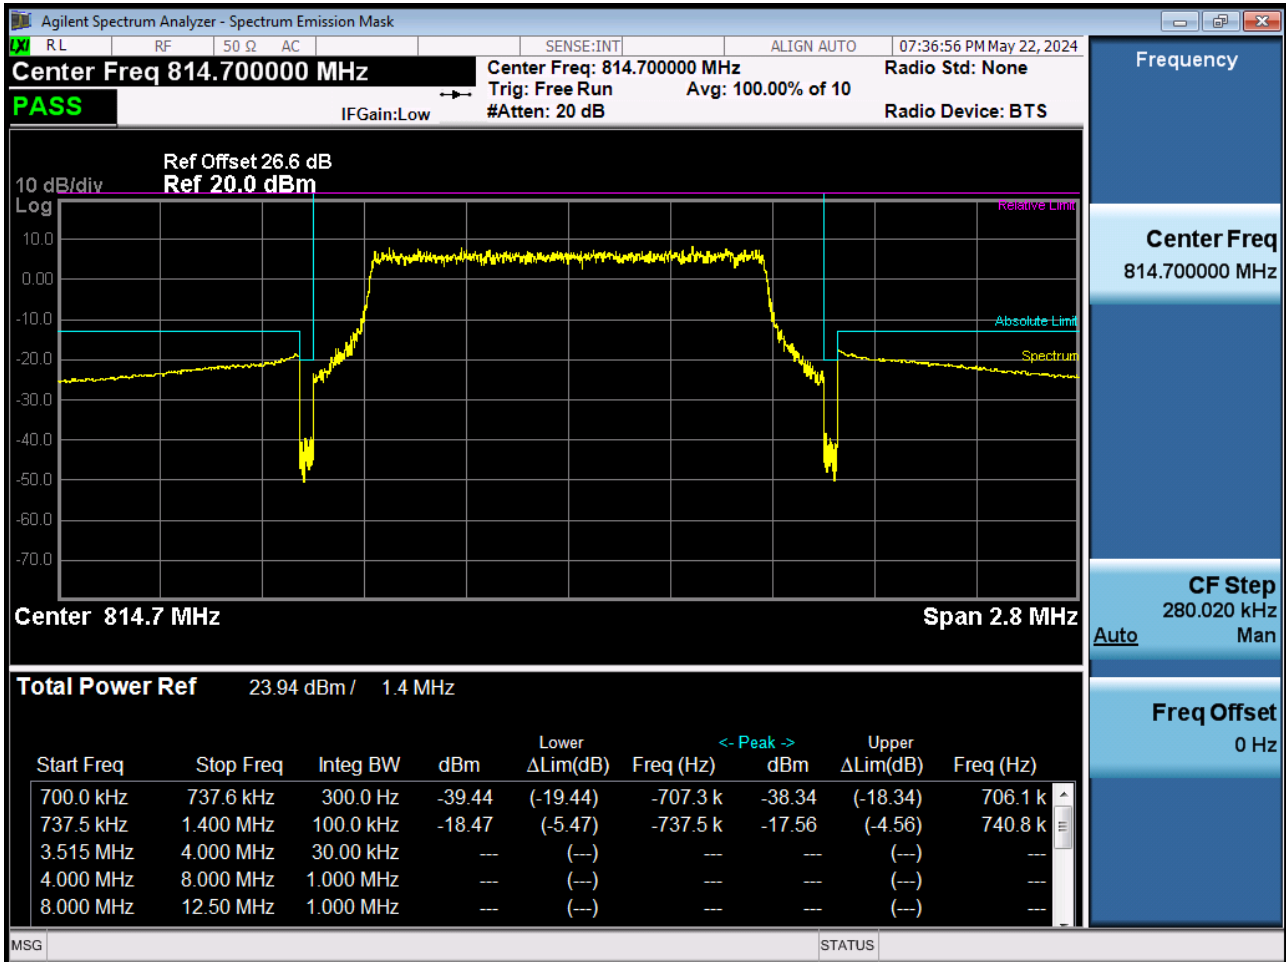 Agilent Spectrum Analyzer - Spectrum Emission Mask
LXI RL RF 50 Ω AC SENSE:INT ALIGN AUTO 07:36:56 PM May 22, 2024
Center Freq 814.700000 MHz
Center Freq: 814.700000 MHz
Radio Std: None
Trig: Free Run Avg: 100.00% of 10
PASS
IFGain:Low
#Atten: 20 dB
Radio Device: BTS
Ref Offset 26.6 dB
10 dB/div Ref 20.0 dBm
Log
Relative Limit
10.0
0.00
-10.0
Absolute Limit
-20.0
Spectrum
-30.0
-40.0
-50.0
-60.0
-70.0
Center 814.7 MHz Span 2.8 MHz
Total Power Ref 23.94 dBm / 1.4 MHz
Lower <- Peak -> Upper
Start Freq Stop Freq Integ BW dBm ΔLim(dB) Freq (Hz) dBm ΔLim(dB) Freq (Hz)
700.0 kHz 737.6 kHz 300.0 Hz -39.44 (-19.44) -707.3 k -38.34 (-18.34) 706.1 k
737.5 kHz 1.400 MHz 100.0 kHz -18.47 (-5.47) -737.5 k -17.56 (-4.56) 740.8 k
3.515 MHz 4.000 MHz 30.00 kHz --- (---) --- --- (---) ---
4.000 MHz 8.000 MHz 1.000 MHz --- (---) --- --- (---) ---
8.000 MHz 12.50 MHz 1.000 MHz --- (---) --- --- (---) ---
MSG STATUS
Frequency
Center Freq
814.700000 MHz
CF Step
280.020 kHz
Auto Man
Freq Offset
0 Hz